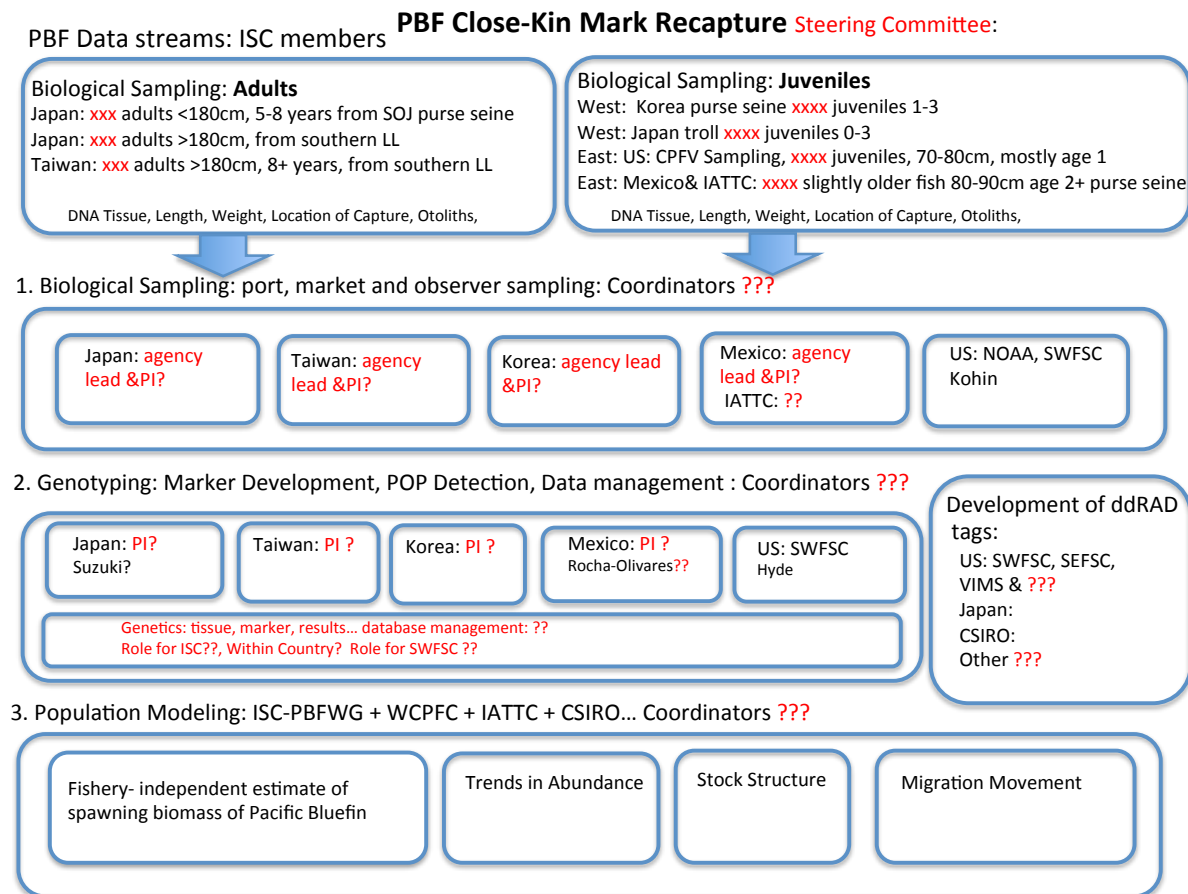 PBF Close-Kin Mark Recapture Steering Committee:
PBF Data streams: ISC members
Biological Sampling: Adults
Japan: xxx adults <180cm, 5-8 years from SOJ purse seine
Japan: xxx adults >180cm, from southern LL
Taiwan: xxx adults >180cm, 8+ years, from southern LL
DNA Tissue, Length, Weight, Location of Capture, Otoliths,
Biological Sampling: Juveniles
West: Korea purse seine xxxx juveniles 1-3
West: Japan troll xxxx juveniles 0-3
East: US: CPFV Sampling, xxxx juveniles, 70-80cm, mostly age 1
East: Mexico& IATTC: xxxx slightly older fish 80-90cm age 2+ purse seine
DNA Tissue, Length, Weight, Location of Capture, Otoliths,
1. Biological Sampling: port, market and observer sampling: Coordinators ???
Japan: agency
lead &PI?
Taiwan: agency
lead &PI?
Korea: agency lead
&PI?
Mexico: agency
lead &PI?
IATTC: ??
US: NOAA, SWFSC
Kohin
2. Genotyping: Marker Development, POP Detection, Data management : Coordinators ???
Japan: PI?
Suzuki?
Taiwan: PI ?
Korea: PI ?
Mexico: PI ?
Rocha-Olivares??
US: SWFSC
Hyde
Genetics: tissue, marker, results… database management: ??
Role for ISC??, Within Country? Role for SWFSC ??
Development of ddRAD
tags:
US: SWFSC, SEFSC,
VIMS & ???
Japan:
CSIRO:
Other ???
3. Population Modeling: ISC-PBFWG + WCPFC + IATTC + CSIRO… Coordinators ???
Fishery- independent estimate of
spawning biomass of Pacific Bluefin
Trends in Abundance
Stock Structure
Migration Movement